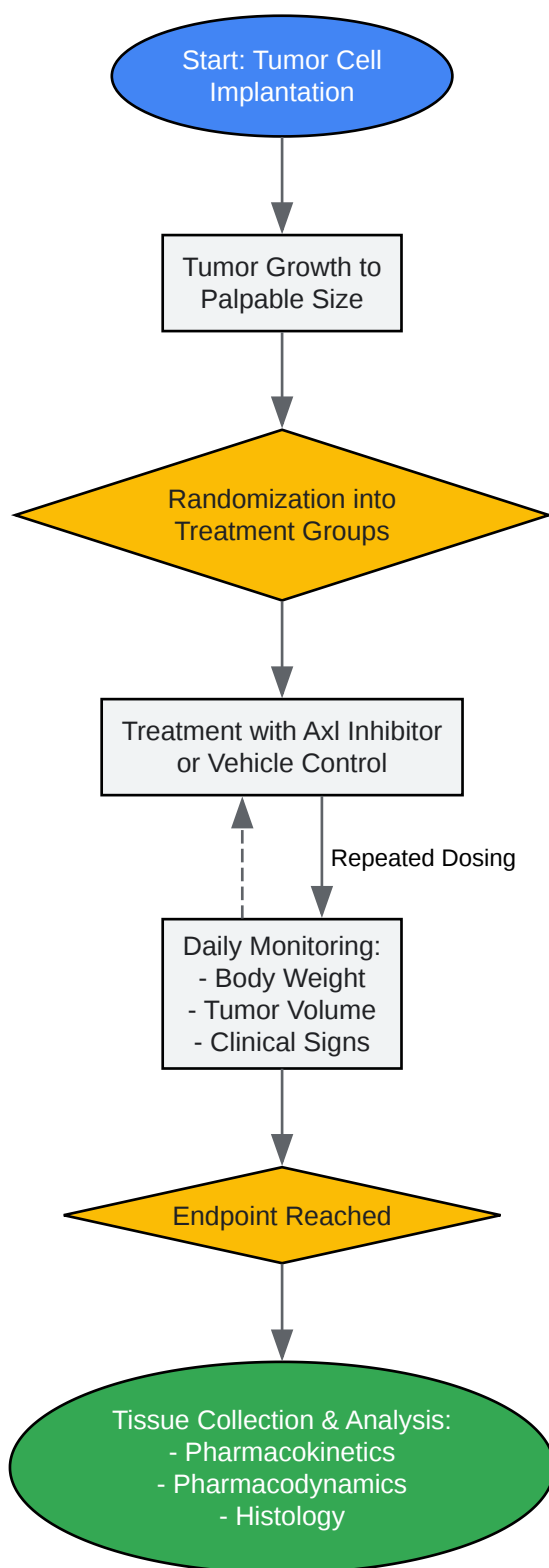 Start: Tumor Cell
Implantation
Tumor Growth to
Palpable Size
Randomization into
Treatment Groups
Treatment with Axl Inhibitor
or Vehicle Control
Repeated Dosing
Daily Monitoring:
- Body Weight
- Tumor Volume
- Clinical Signs
Endpoint Reached
Tissue Collection & Analysis:
- Pharmacokinetics
- Pharmacodynamics
- Histology